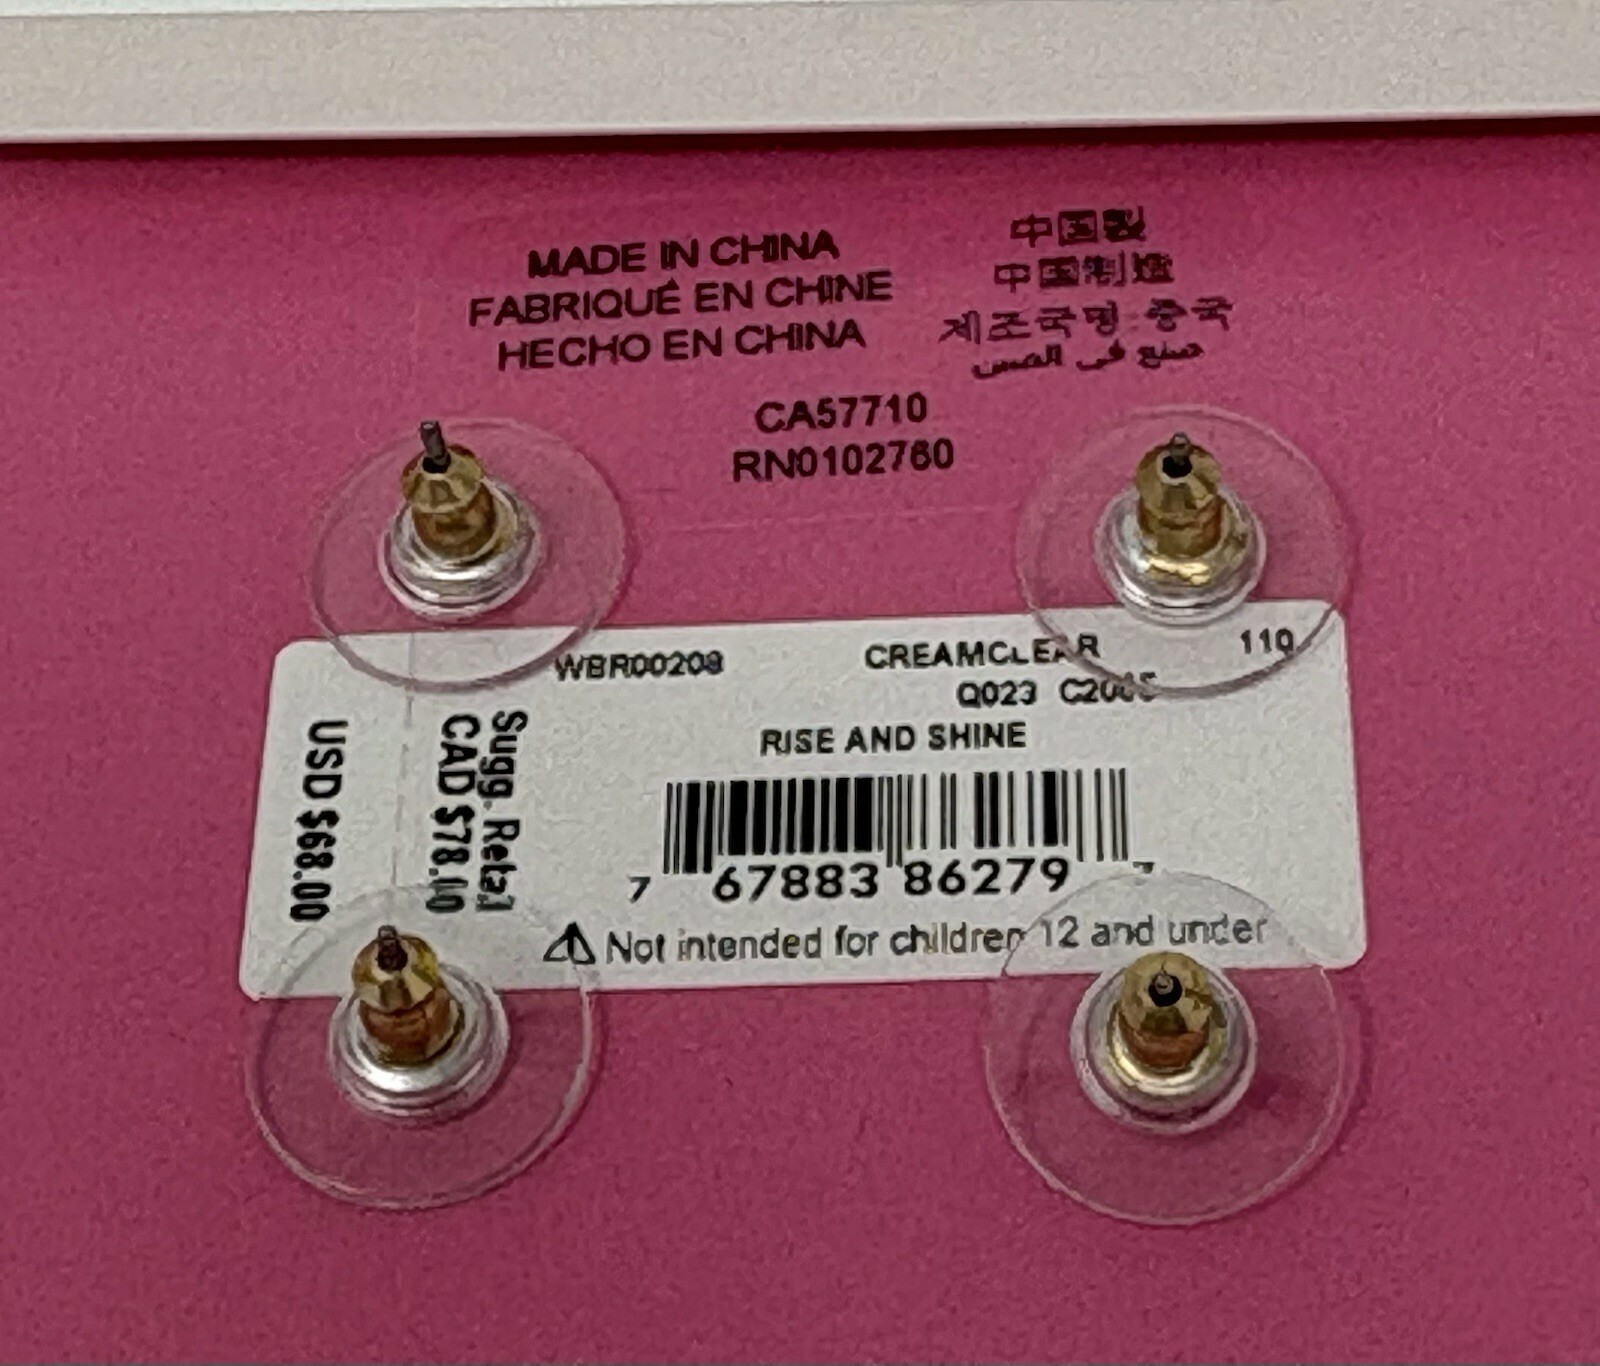 MADE IN CHINA
FABRIQUÉ EN CHINE
HECHO EN CHINA
中国製
中国制造
제조국명: 중국
صنع في الصين
CA57710
RN0102760
WBR00208 CREAMCLEAR 110
Q023 C2005
RISE AND SHINE
7 67883 86279 7
⚠ Not intended for children 12 and under
Sugg. Retail
CAD $78.00
USD $68.00